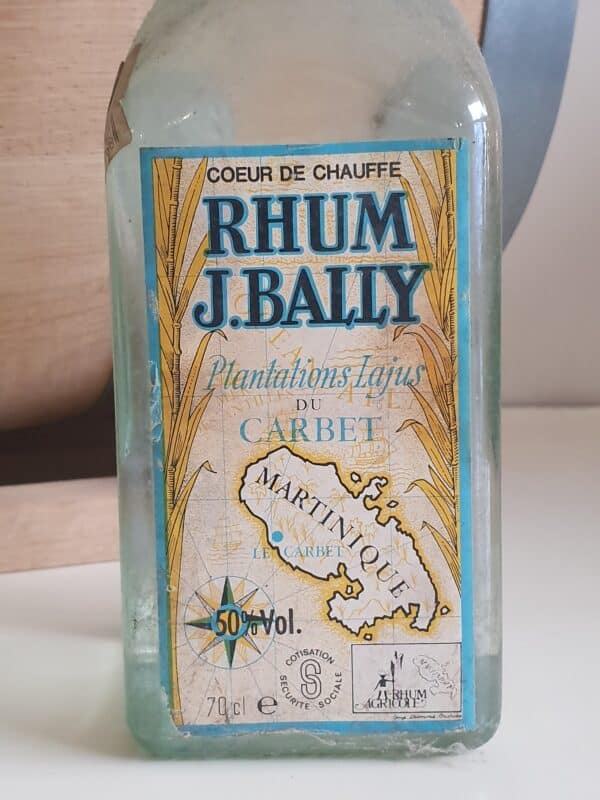 COEUR DE CHAUFFE
RHUM
J.BALLY
Plantations Lajus
DU
CARBET
MARTINIQUE
LE CARBET
50% Vol.
COTISATION
S
SECURITE SOCIALE
70 cl e
LE RHUM
AGRICOLE